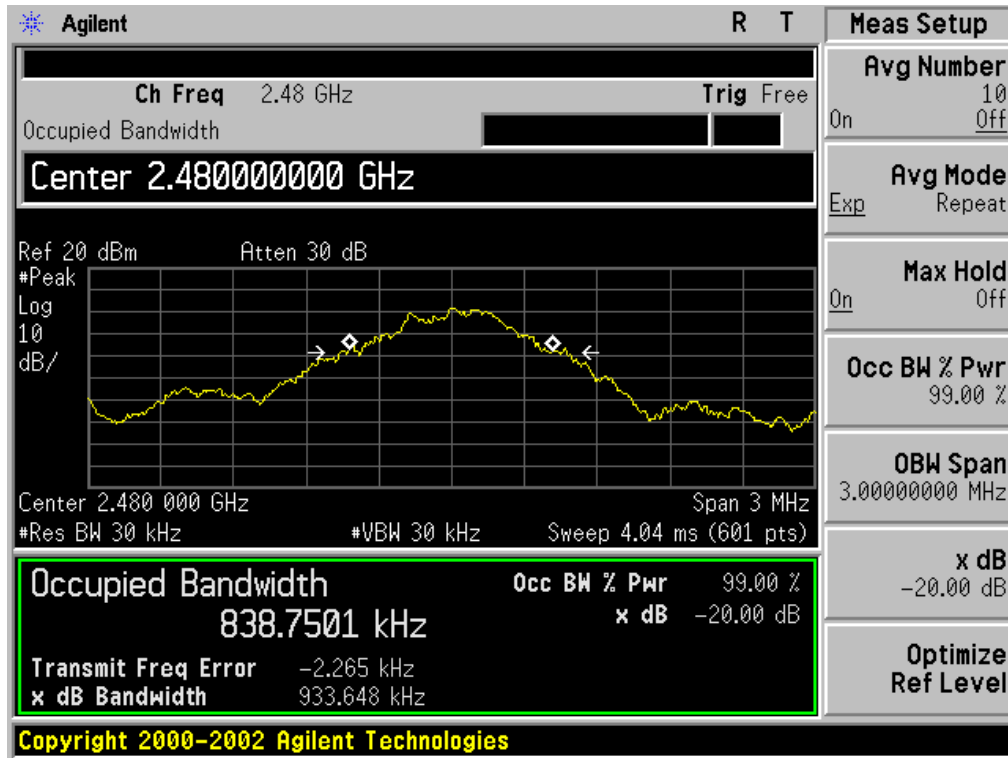 Agilent R T
Ch Freq 2.48 GHz Trig Free
Occupied Bandwidth
Center 2.480000000 GHz
Ref 20 dBm Atten 30 dB
#Peak
Log
10
dB/
Center 2.480 000 GHz Span 3 MHz
#Res BW 30 kHz #VBW 30 kHz Sweep 4.04 ms (601 pts)
Occupied Bandwidth Occ BW % Pwr 99.00 %
838.7501 kHz x dB -20.00 dB
Transmit Freq Error -2.265 kHz
x dB Bandwidth 933.648 kHz
Copyright 2000-2002 Agilent Technologies
Meas Setup
Avg Number
10
On Off
Avg Mode
Exp Repeat
Max Hold
On Off
Occ BW % Pwr
99.00 %
OBW Span
3.00000000 MHz
x dB
-20.00 dB
Optimize
Ref Level